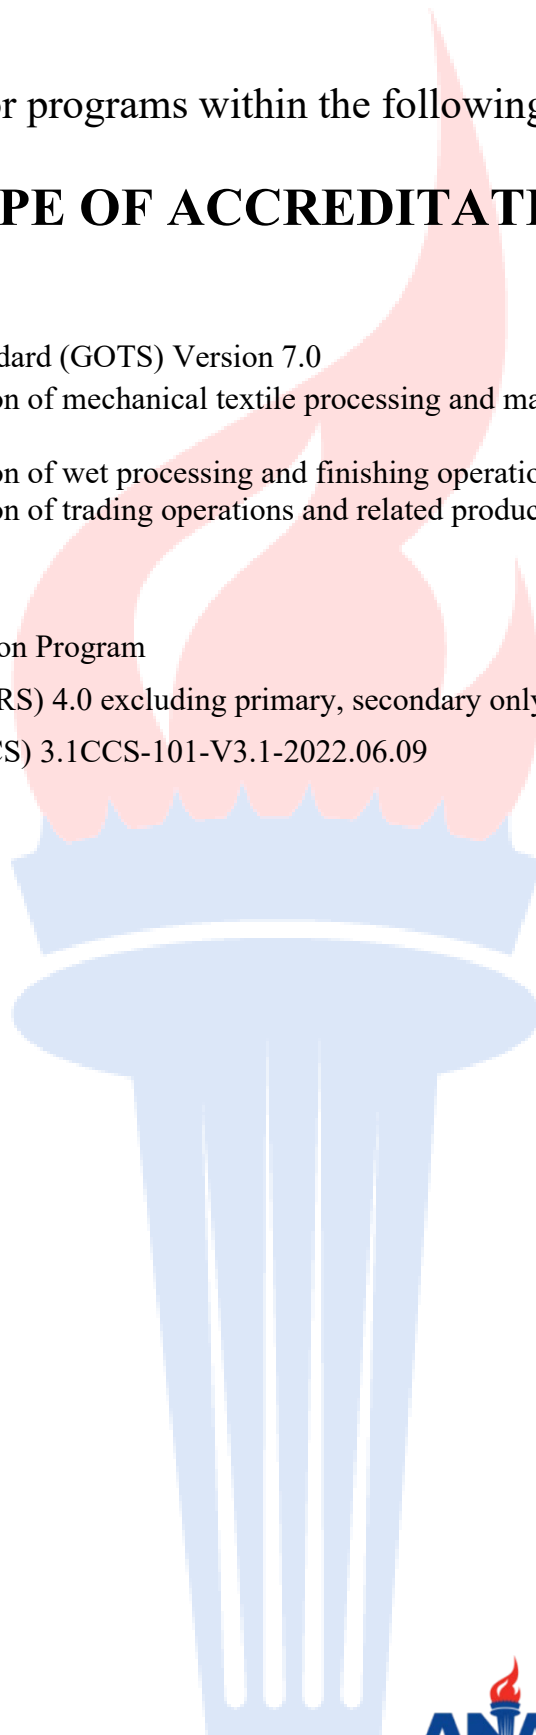 or programs within the following
PE OF ACCREDITATI
dard (GOTS) Version 7.0
on of mechanical textile processing and ma
on of wet processing and finishing operatio
on of trading operations and related produc
on Program
RS) 4.0 excluding primary, secondary only
CS) 3.1CCS-101-V3.1-2022.06.09
ANA